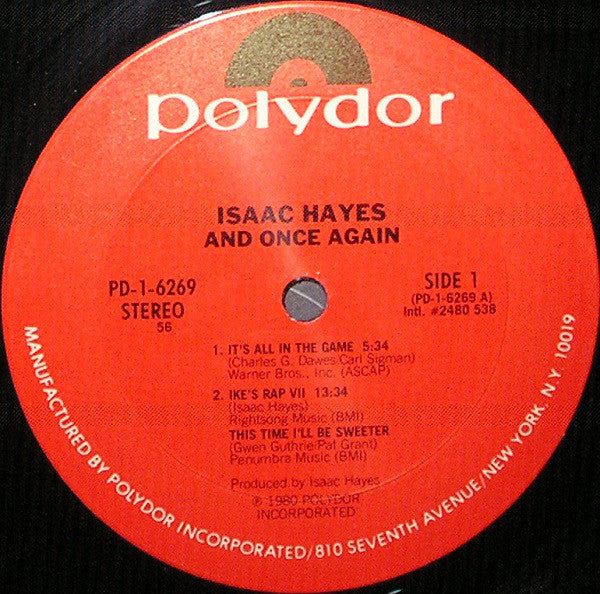 polydor
ISAAC HAYES
AND ONCE AGAIN
PD-1-6269
STEREO
56
SIDE 1
(PD-1-6269 A)
Intl. #2480 538
1. IT'S ALL IN THE GAME 5:34
(Charles G. Dawes/Carl Sigman)
Warner Bros., Inc. (ASCAP)
2. IKE'S RAP VII 13:34
(Isaac Hayes)
Rightsong Music (BMI)
THIS TIME I'LL BE SWEETER
(Gwen Guthrie/Pat Grant)
Penumbra Music (BMI)
Produced by Isaac Hayes
℗ 1980 POLYDOR
INCORPORATED
MANUFACTURED BY POLYDOR INCORPORATED/810 SEVENTH AVENUE/NEW YORK, N.Y. 10019